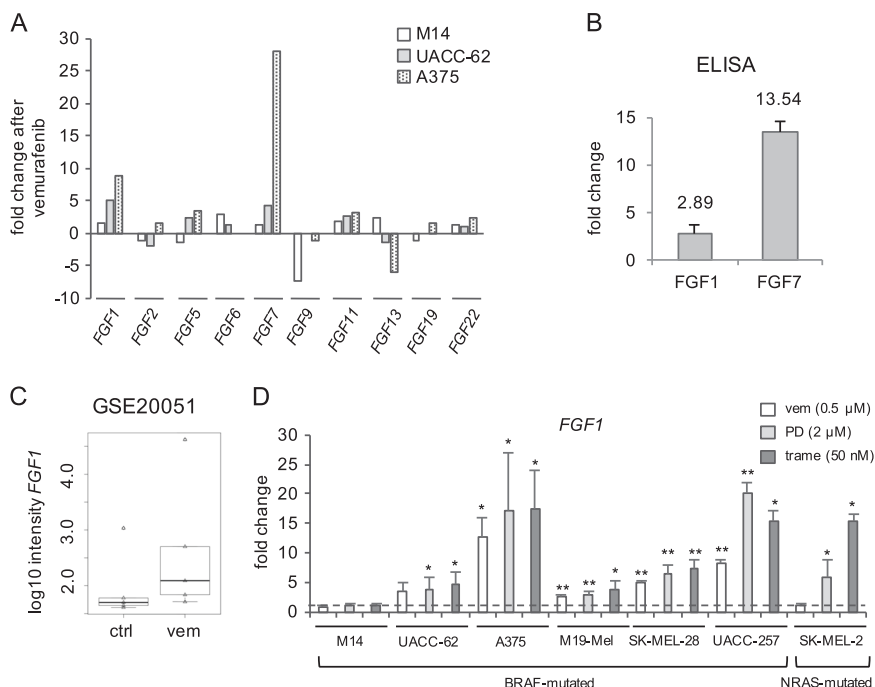 A
fold change after
vemurafenib
30
25
20
15
10
5
0
-5
-10
M14
UACC-62
A375
FGF1
FGF2
FGF5
FGF6
FGF7
FGF9
FGF11
FGF13
FGF19
FGF22
B
ELISA
fold change
15
10
5
0
2.89
13.54
FGF1
FGF7
C
GSE20051
log10 intensity FGF1
4.0
3.0
2.0
ctrl
vem
D
FGF1
vem (0.5 µM)
PD (2 µM)
trame (50 nM)
fold change
30
25
20
15
10
5
0
* * * * * * ** ** * ** ** ** ** ** * * *
M14
UACC-62
A375
M19-Mel
SK-MEL-28
UACC-257
SK-MEL-2
BRAF-mutated
NRAS-mutated